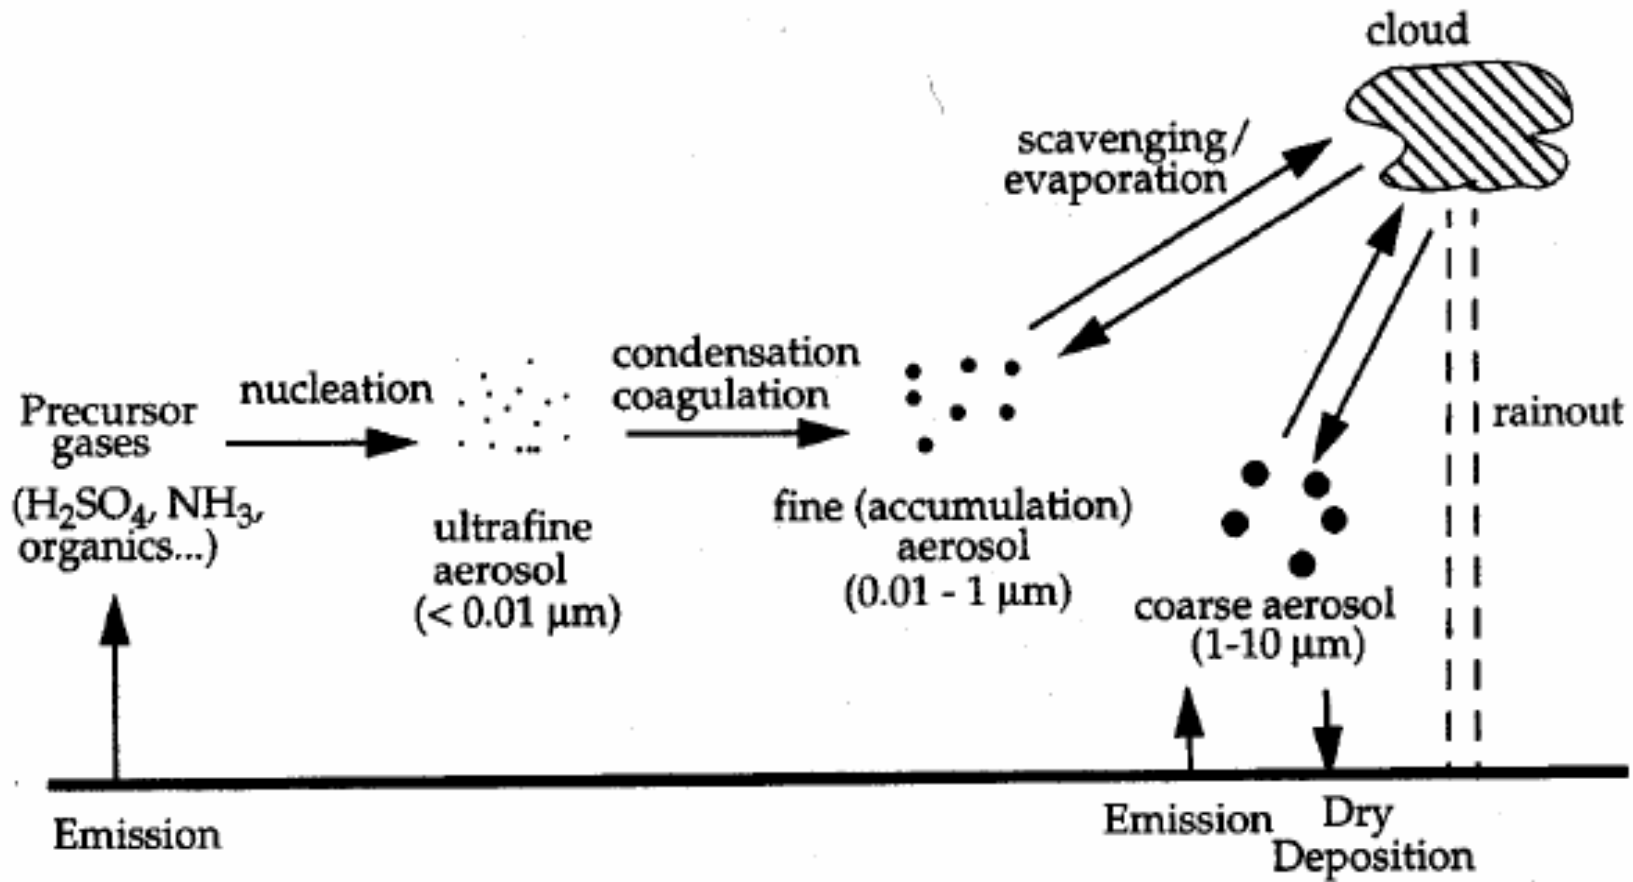 cloud
scavenging/
evaporation
condensation
coagulation
nucleation
Precursor
gases
(H₂SO₄, NH₃,
organics...)
rainout
ultrafine
aerosol
(< 0.01 μm)
fine (accumulation)
aerosol
(0.01 - 1 μm)
coarse aerosol
(1-10 μm)
Emission
Emission
Dry
Deposition